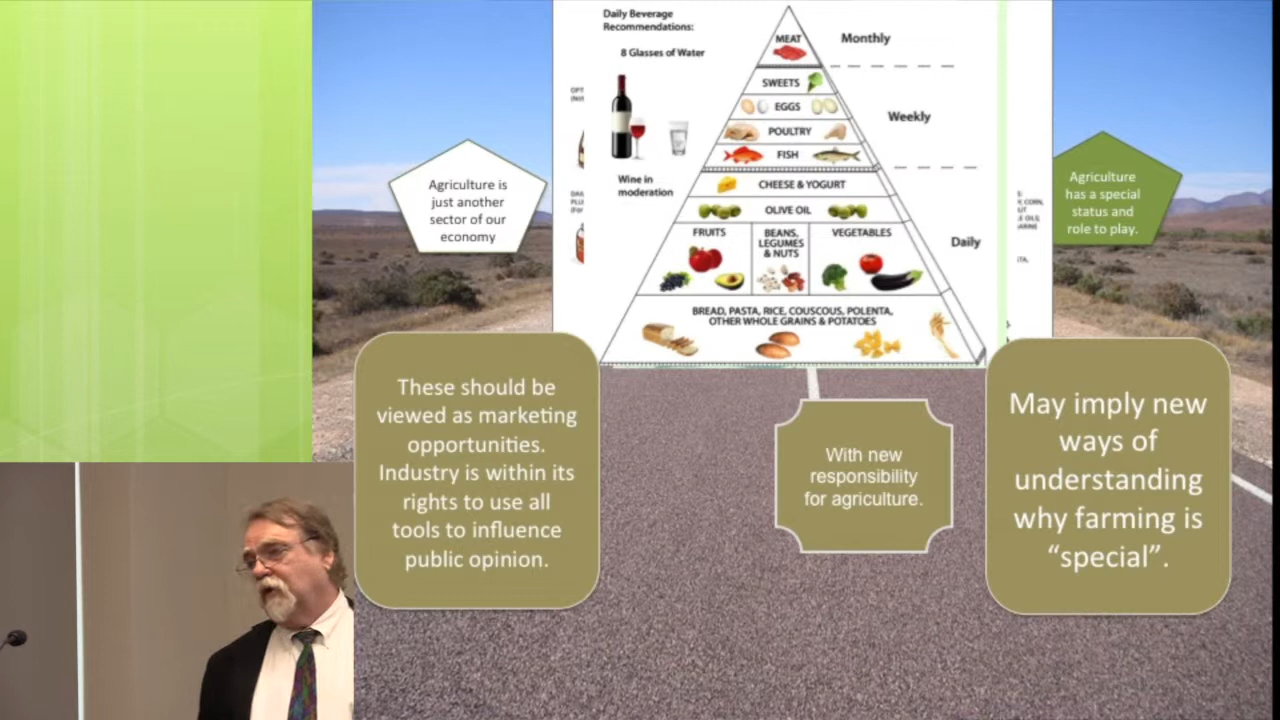 Daily Beverage
Recommendations:
8 Glasses of Water
Wine in
moderation
MEAT
Monthly
SWEETS
EGGS
Weekly
POULTRY
FISH
CHEESE & YOGURT
OLIVE OIL
FRUITS
BEANS,
LEGUMES
& NUTS
VEGETABLES
Daily
BREAD, PASTA, RICE, COUSCOUS, POLENTA,
OTHER WHOLE GRAINS & POTATOES
Agriculture is
just another
sector of our
economy
Agriculture
has a special
status and
role to play.
These should be
viewed as marketing
opportunities.
Industry is within its
rights to use all
tools to influence
public opinion.
With new
responsibility
for agriculture.
May imply new
ways of
understanding
why farming is
“special”.